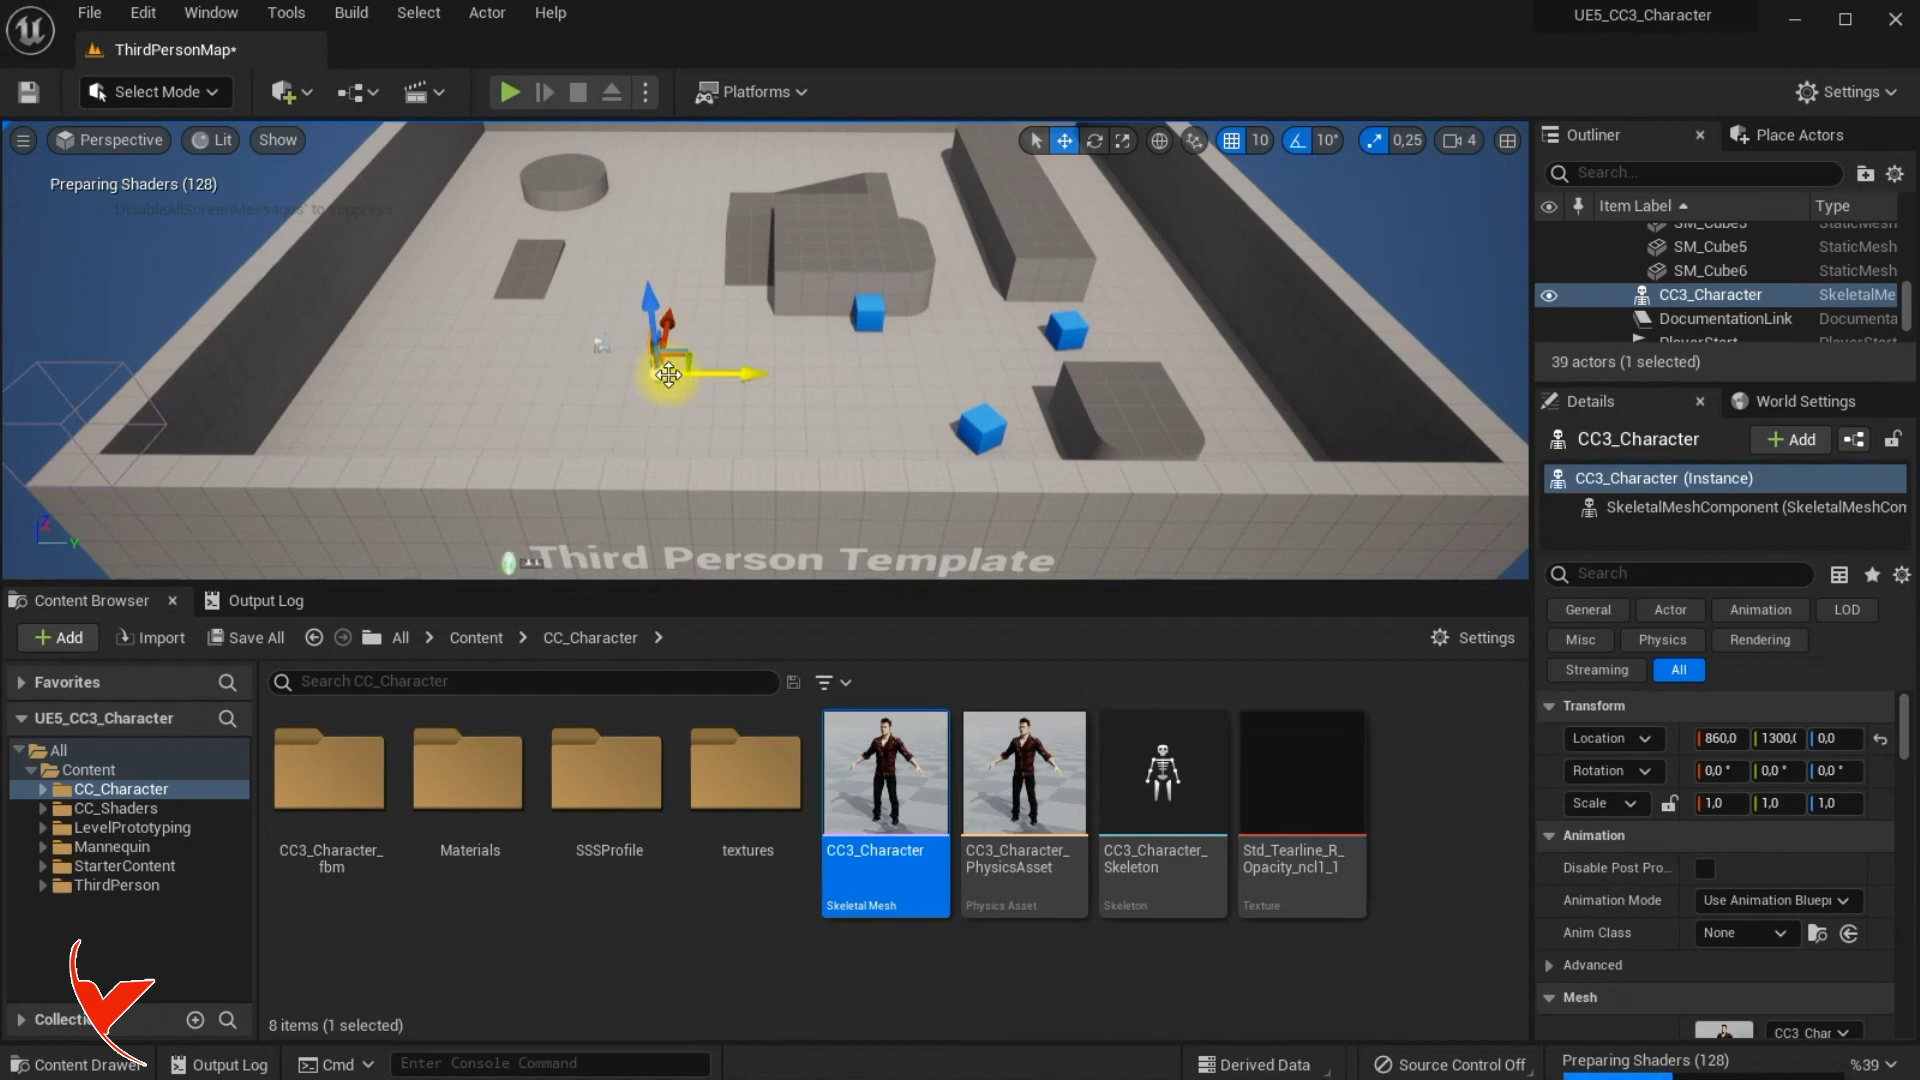 File Edit Window Tools Build Select Actor Help
UE5_CC3_Character
ThirdPersonMap*
Select Mode
Platforms
Settings
Perspective
Lit
Show
10
10°
0,25
4
Preparing Shaders (128)
'DisableAllScreenMessages' to suppress
Third Person Template
Z
Y
Outliner
Place Actors
Search...
Item Label
Type
SM_Cube5 StaticMesh
SM_Cube6 StaticMesh
CC3_Character SkeletalMe
DocumentationLink Documenta
PlayerStart
39 actors (1 selected)
Details
World Settings
CC3_Character
Add
CC3_Character (Instance)
SkeletalMeshComponent (SkeletalMeshCon
Search
General Actor Animation LOD
Misc Physics Rendering
Streaming All
Transform
Location 860,0 1300,( 0,0
Rotation 0,0 ° 0,0 ° 0,0 °
Scale 1,0 1,0 1,0
Animation
Disable Post Pro...
Animation Mode Use Animation Bluepr
Anim Class None
Advanced
Mesh
CC3_Char
Content Browser
Output Log
Add
Import
Save All
All
Content
CC_Character
Settings
Favorites
UE5_CC3_Character
All
Content
CC_Character
CC_Shaders
LevelPrototyping
Mannequin
StarterContent
ThirdPerson
Search CC_Character
CC3_Character_
fbm
Materials
SSSProfile
textures
CC3_Character
Skeletal Mesh
CC3_Character_
PhysicsAsset
Physics Asset
CC3_Character_
Skeleton
Skeleton
Std_Tearline_R_
Opacity_ncl1_1
Texture
8 items (1 selected)
Content Drawer
Output Log
Cmd
Enter Console Command
Derived Data
Source Control Off
Preparing Shaders (128)
%39